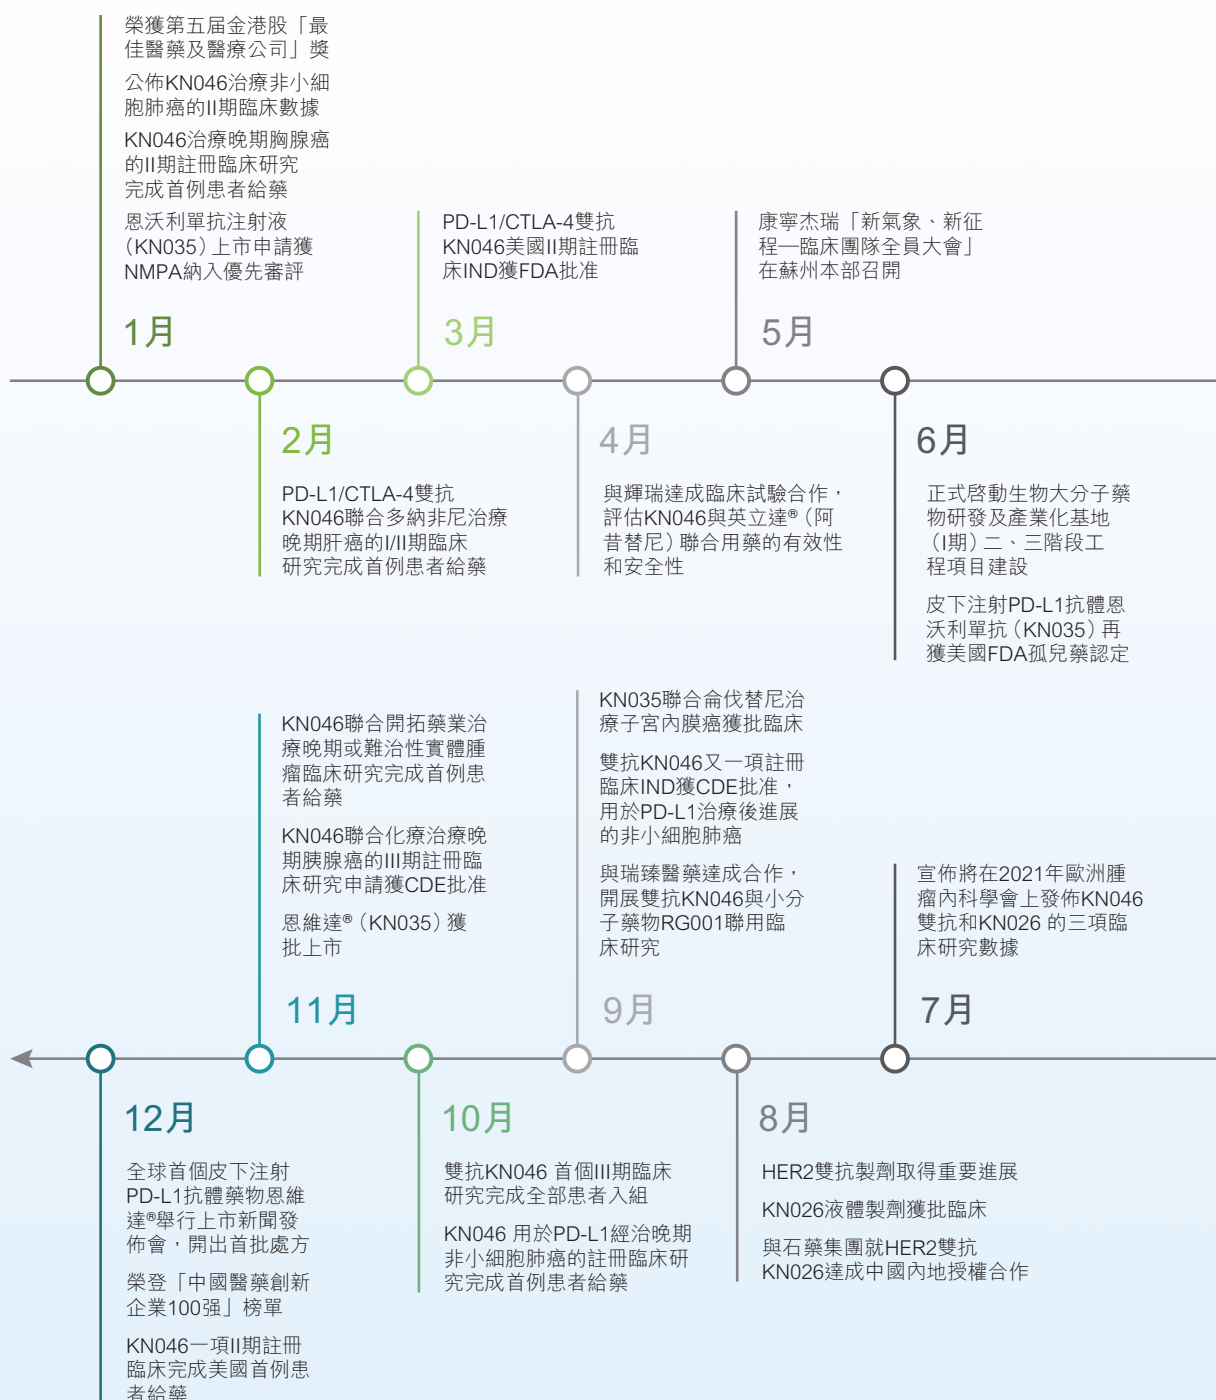 榮獲第五屆金港股「最
佳醫藥及醫療公司」獎
公佈KN046治療非小細
胞肺癌的II期臨床數據
KN046治療晚期胸腺癌
的II期註冊臨床研究
完成首例患者給藥
恩沃利單抗注射液
（KN035）上市申請獲
NMPA納入優先審評
1月
2月
PD-L1/CTLA-4雙抗
KN046聯合多納非尼治療
晚期肝癌的I/II期臨床
研究完成首例患者給藥
PD-L1/CTLA-4雙抗
KN046美國II期註冊臨
床IND獲FDA批准
3月
4月
與輝瑞達成臨床試驗合作，
評估KN046與英立達®（阿
昔替尼）聯合用藥的有效性
和安全性
康寧杰瑞「新氣象、新征
程—臨床團隊全員大會」
在蘇州本部召開
5月
6月
正式啓動生物大分子藥
物研發及產業化基地
（I期）二、三階段工
程項目建設
皮下注射PD-L1抗體恩
沃利單抗（KN035）再
獲美國FDA孤兒藥認定
宣佈將在2021年歐洲腫
瘤內科學會上發佈KN046
雙抗和KN026 的三項臨
床研究數據
7月
8月
HER2雙抗製劑取得重要進展
KN026液體製劑獲批臨床
與石藥集團就HER2雙抗
KN026達成中國內地授權合作
KN035聯合侖伐替尼治
療子宮內膜癌獲批臨床
雙抗KN046又一項註冊
臨床IND獲CDE批准，
用於PD-L1治療後進展
的非小細胞肺癌
與瑞臻醫藥達成合作，
開展雙抗KN046與小分
子藥物RG001聯用臨
床研究
9月
10月
雙抗KN046 首個III期臨床
研究完成全部患者入組
KN046 用於PD-L1經治晚期
非小細胞肺癌的註冊臨床研
究完成首例患者給藥
KN046聯合開拓藥業治
療晚期或難治性實體腫
瘤臨床研究完成首例患
者給藥
KN046聯合化療治療晚
期胰腺癌的III期註冊臨
床研究申請獲CDE批准
恩維達®（KN035）獲
批上市
11月
12月
全球首個皮下注射
PD-L1抗體藥物恩維
達®舉行上市新聞發
佈會，開出首批處方
榮登「中國醫藥創新
企業100强」榜單
KN046一項II期註冊
臨床完成美國首例患
者給藥